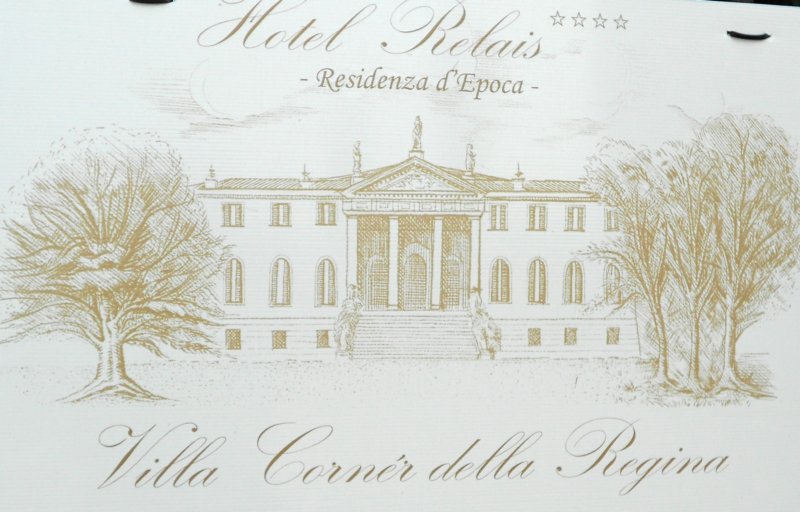 Hotel Relais ☆☆☆☆
- Residenza d'Epoca -
Villa Cornér della Regina